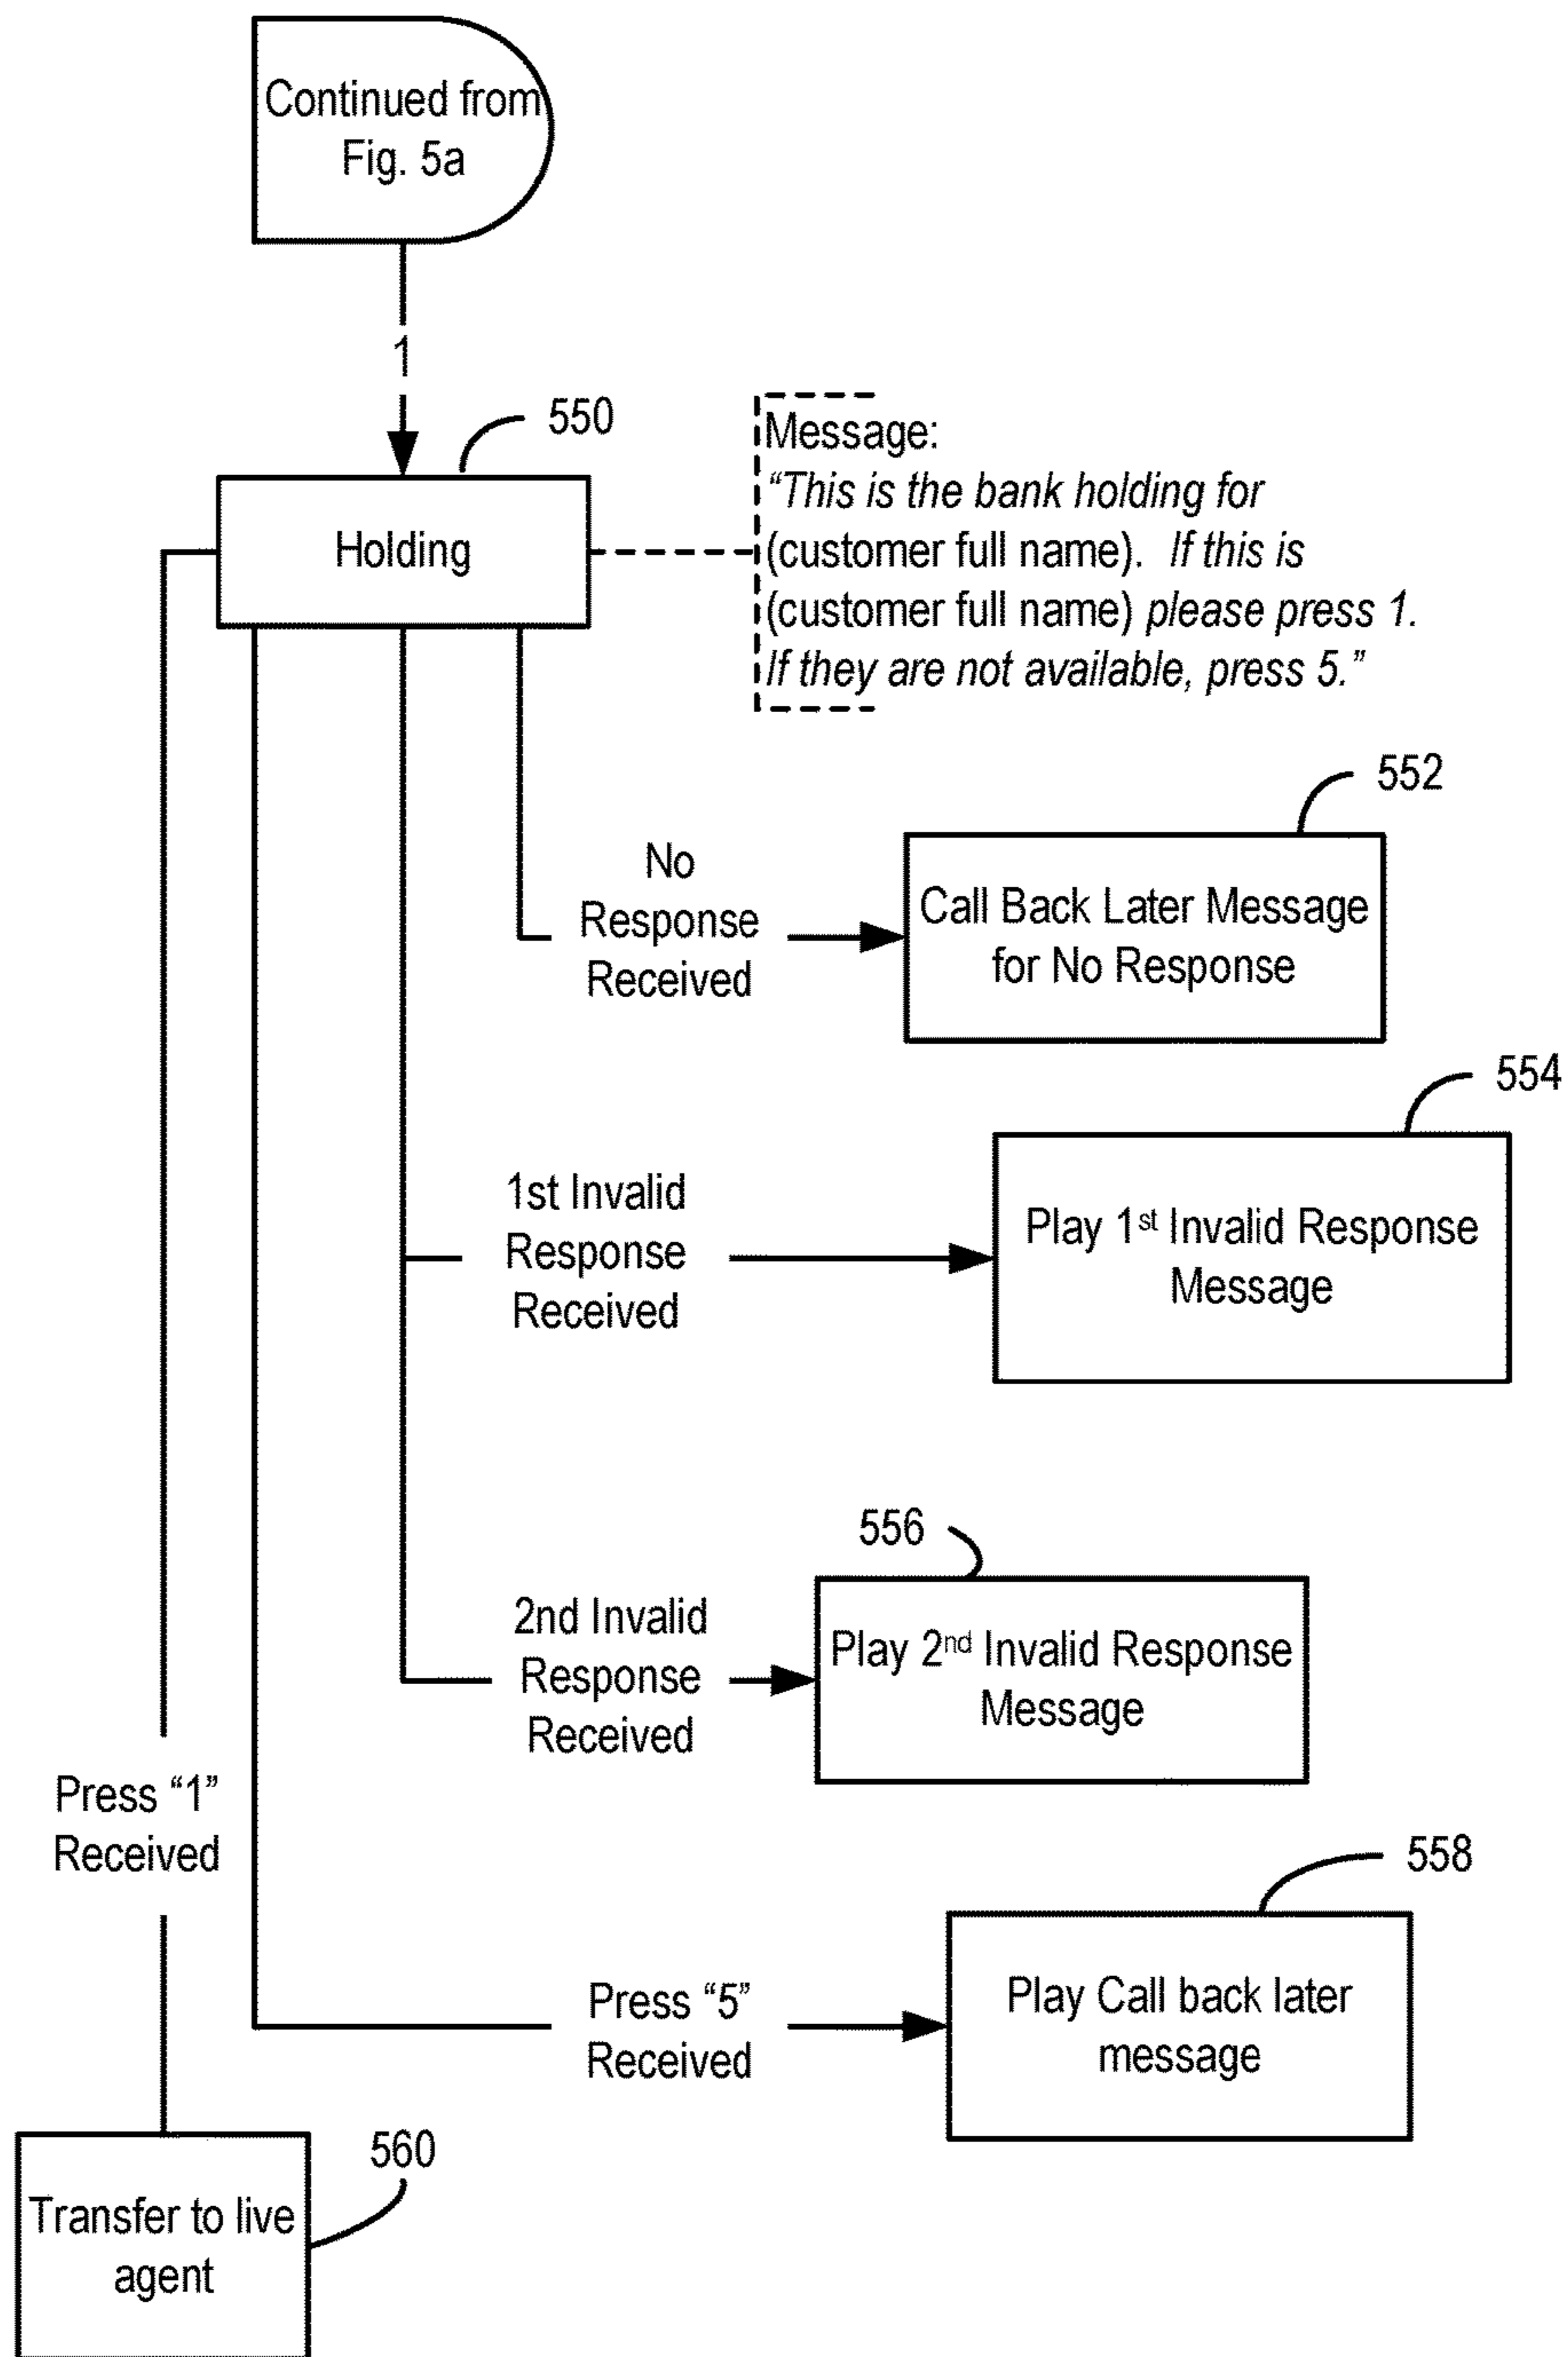 Continued from
Fig. 5a
1
550
Holding
Message:
“This is the bank holding for
(customer full name). If this is
(customer full name) please press 1.
If they are not available, press 5.”
552
No
Response
Received
Call Back Later Message
for No Response
554
1st Invalid
Response
Received
Play 1st Invalid Response
Message
556
2nd Invalid
Response
Received
Play 2nd Invalid Response
Message
Press “1”
Received
558
Press “5”
Received
Play Call back later
message
560
Transfer to live
agent